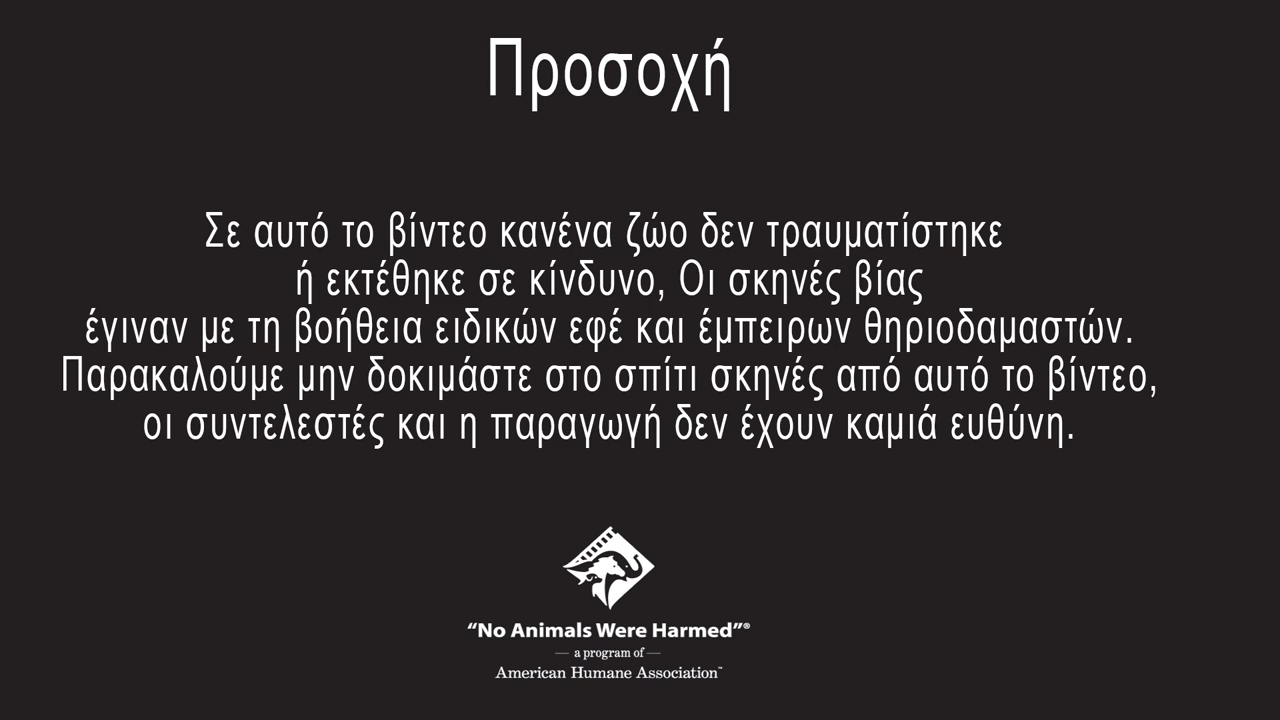 Προσοχή
Σε αυτό το βίντεο κανένα ζώο δεν τραυματίστηκε
ή εκτέθηκε σε κίνδυνο, Οι σκηνές βίας
έγιναν με τη βοήθεια ειδικών εφέ και έμπειρων θηριοδαμαστών.
Παρακαλούμε μην δοκιμάστε στο σπίτι σκηνές από αυτό το βίντεο,
οι συντελεστές και η παραγωγή δεν έχουν καμιά ευθύνη.
“No Animals Were Harmed”®
— a program of —
American Humane Association™